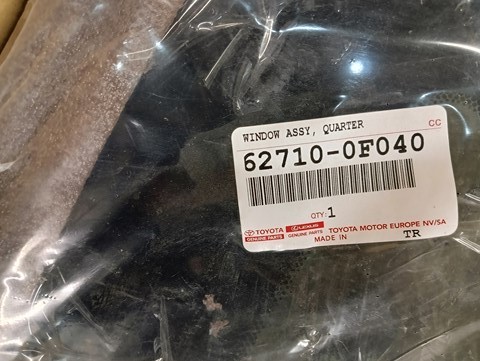 WINDOW ASSY, QUARTER CC
62710-0F040
QTY: 1
TOYOTA LEXUS TOYOTA MOTOR EUROPE NV/SA
GENUINE PARTS GENUINE PARTS MADE IN TR